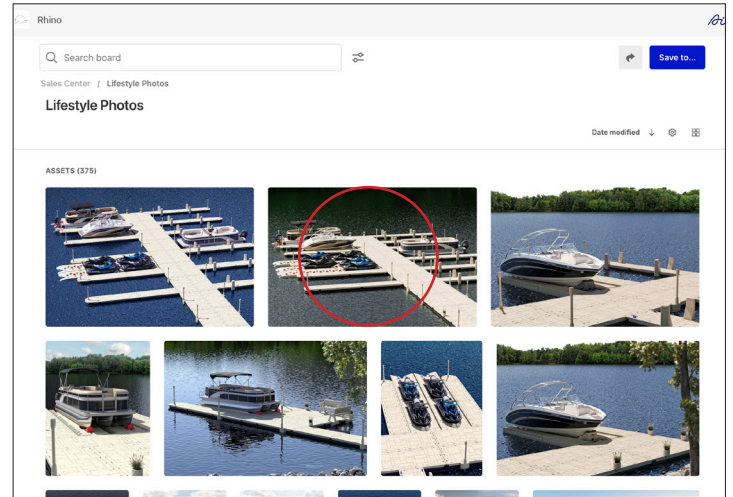 Rhino
Search board
Save to...
Sales Center / Lifestyle Photos
Lifestyle Photos
Date modified ↓
ASSETS (375)